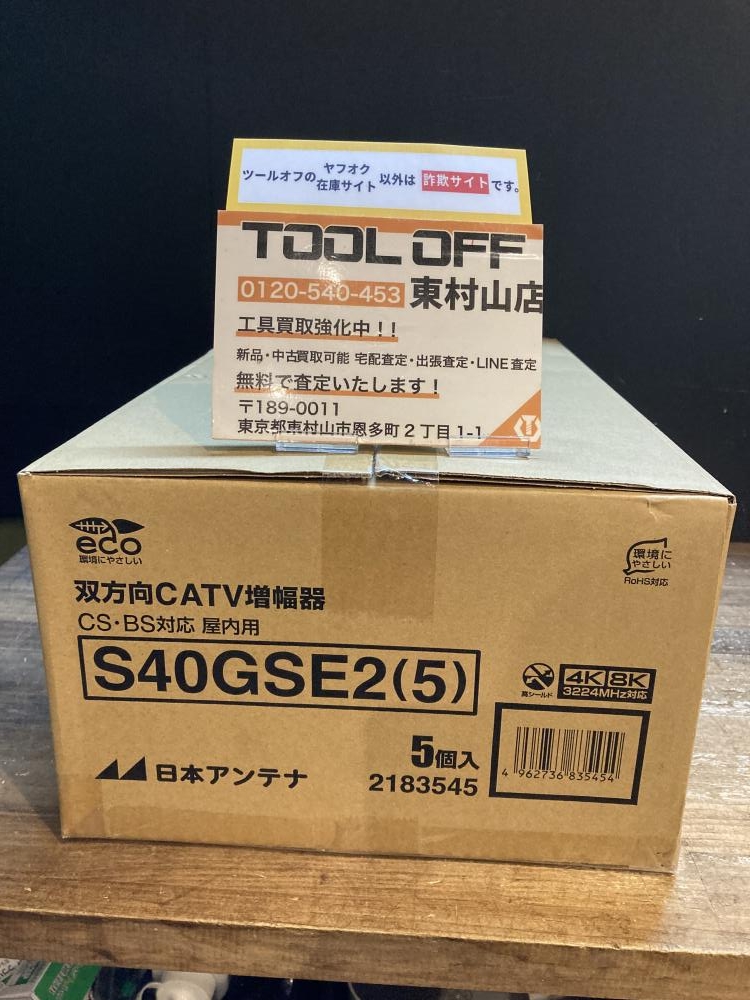 ツールオフの ヤフオク 在庫サイト 以外は 詐欺サイト です。
TOOL OFF
0120-540-453 東村山店
工具買取強化中！！
新品・中古買取可能 宅配査定・出張査定・LINE査定
無料で査定いたします！
〒189-0011
東京都東村山市恩多町２丁目1-1
eco
環境にやさしい
環境に
やさしい
RoHS対応
双方向CATV増幅器
CS・BS対応 屋内用
S40GSE2(5)
高シールド
4K 8K
3224MHz対応
5個入
日本アンテナ
2183545
4 962736 835454